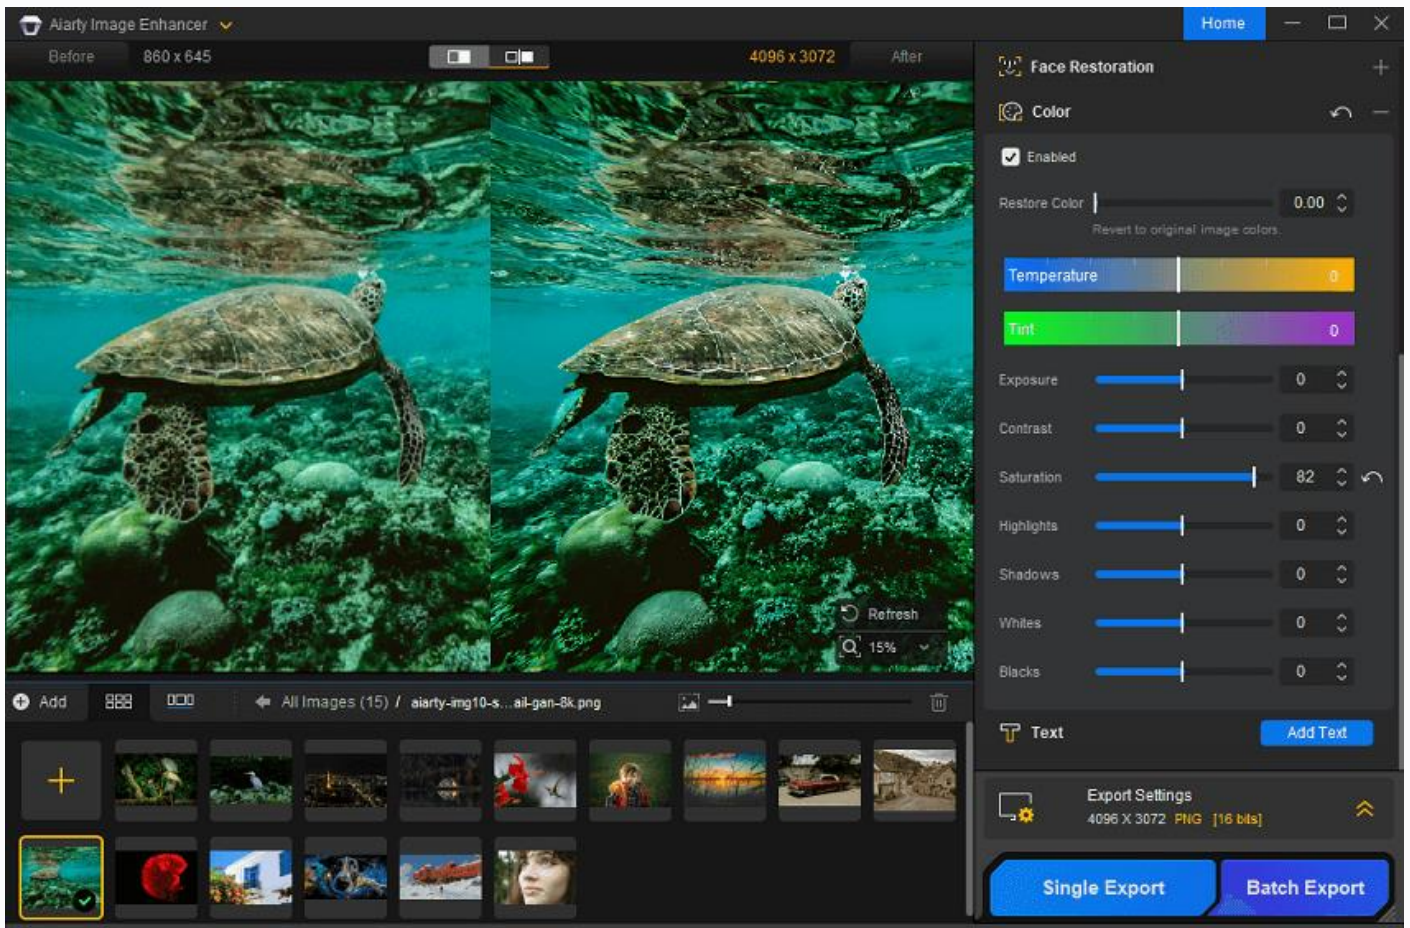 Aiarty Image Enhancer
Home
Before 860 x 645 4096 x 3072 After
Face Restoration
Color
Enabled
Restore Color 0.00
Revert to original image colors.
Temperature 0
Tint 0
Exposure 0
Contrast 0
Saturation 82
Highlights 0
Shadows 0
Whites 0
Blacks 0
Refresh
15%
Add All Images (15) / aiarty-img10-s...ail-gan-8k.png
Text Add Text
Export Settings
4096 X 3072 PNG [16 bits]
Single Export Batch Export